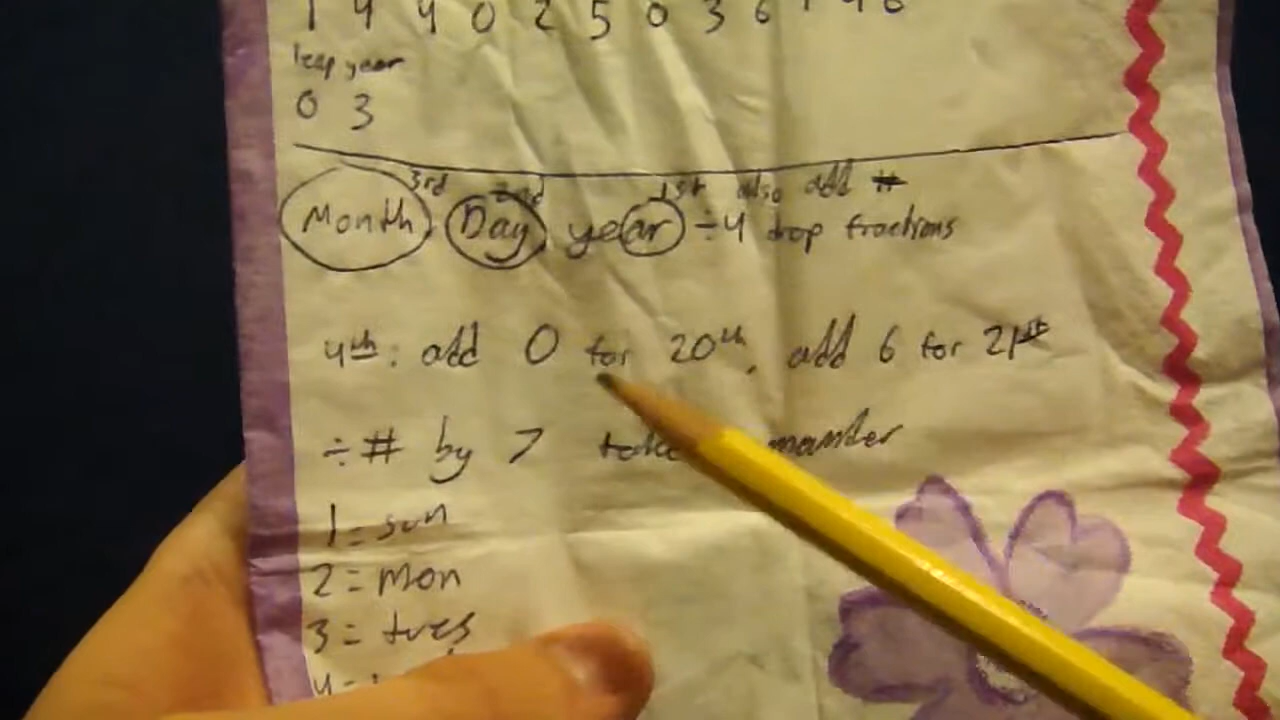 1 4 4 0 2 5 0 3 6 1 4 6
leap year
0 3
3rd 2nd 1st also add #
Month Day year ÷4 drop fractions
4th: add 0 for 20th, add 6 for 21st
÷# by 7 take
1=sun
2=mon
3=tues
4=